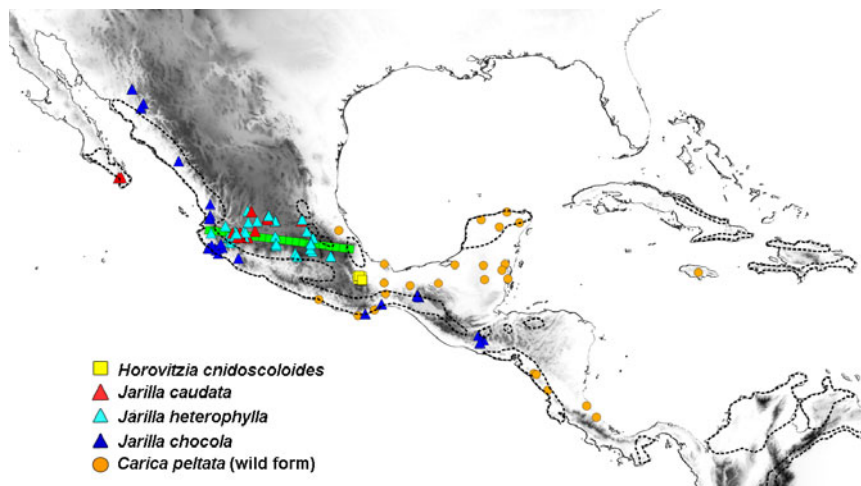 Horovitzia cnidoscoloides
Jarilla caudata
Jarilla heterophylla
Jarilla chocola
Carica peltata (wild form)